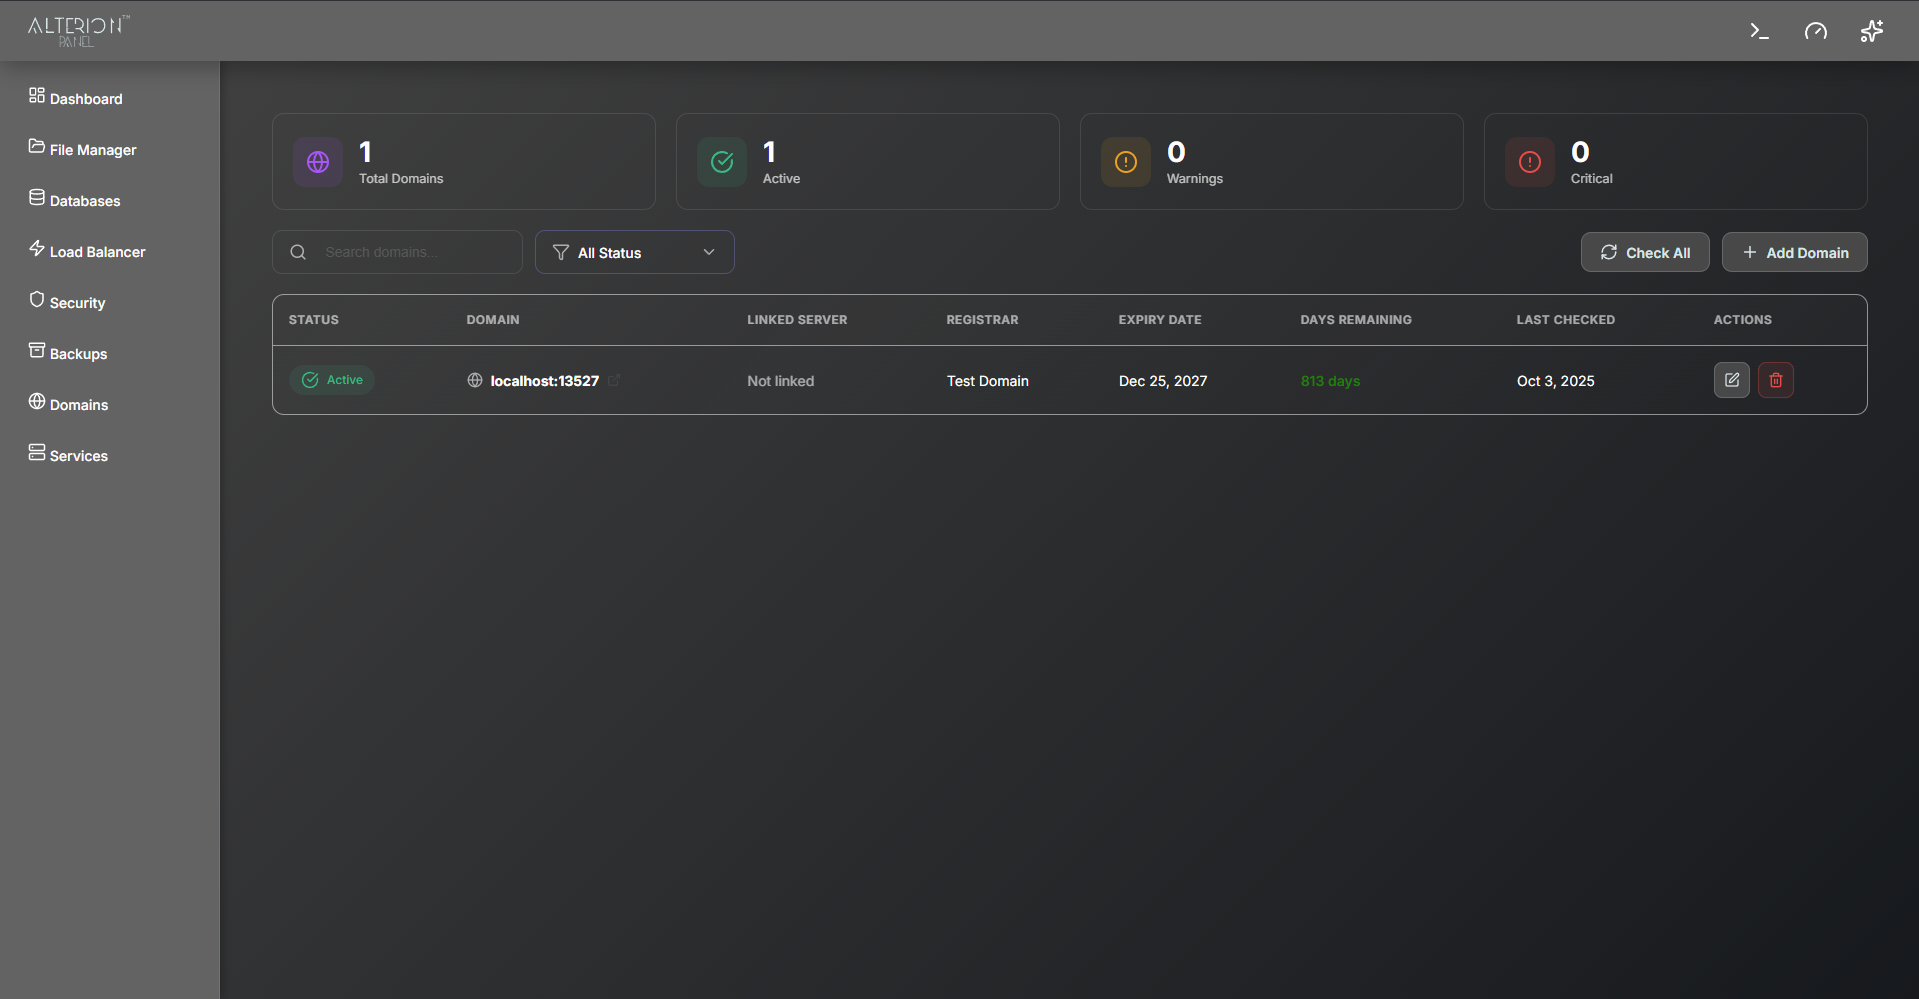 ALTERION™
PANEL
Dashboard
File Manager
Databases
Load Balancer
Security
Backups
Domains
Services
1
Total Domains
1
Active
0
Warnings
0
Critical
Search domains...
All Status
Check All
Add Domain
STATUS DOMAIN LINKED SERVER REGISTRAR EXPIRY DATE DAYS REMAINING LAST CHECKED ACTIONS
Active localhost:13527 Not linked Test Domain Dec 25, 2027 813 days Oct 3, 2025